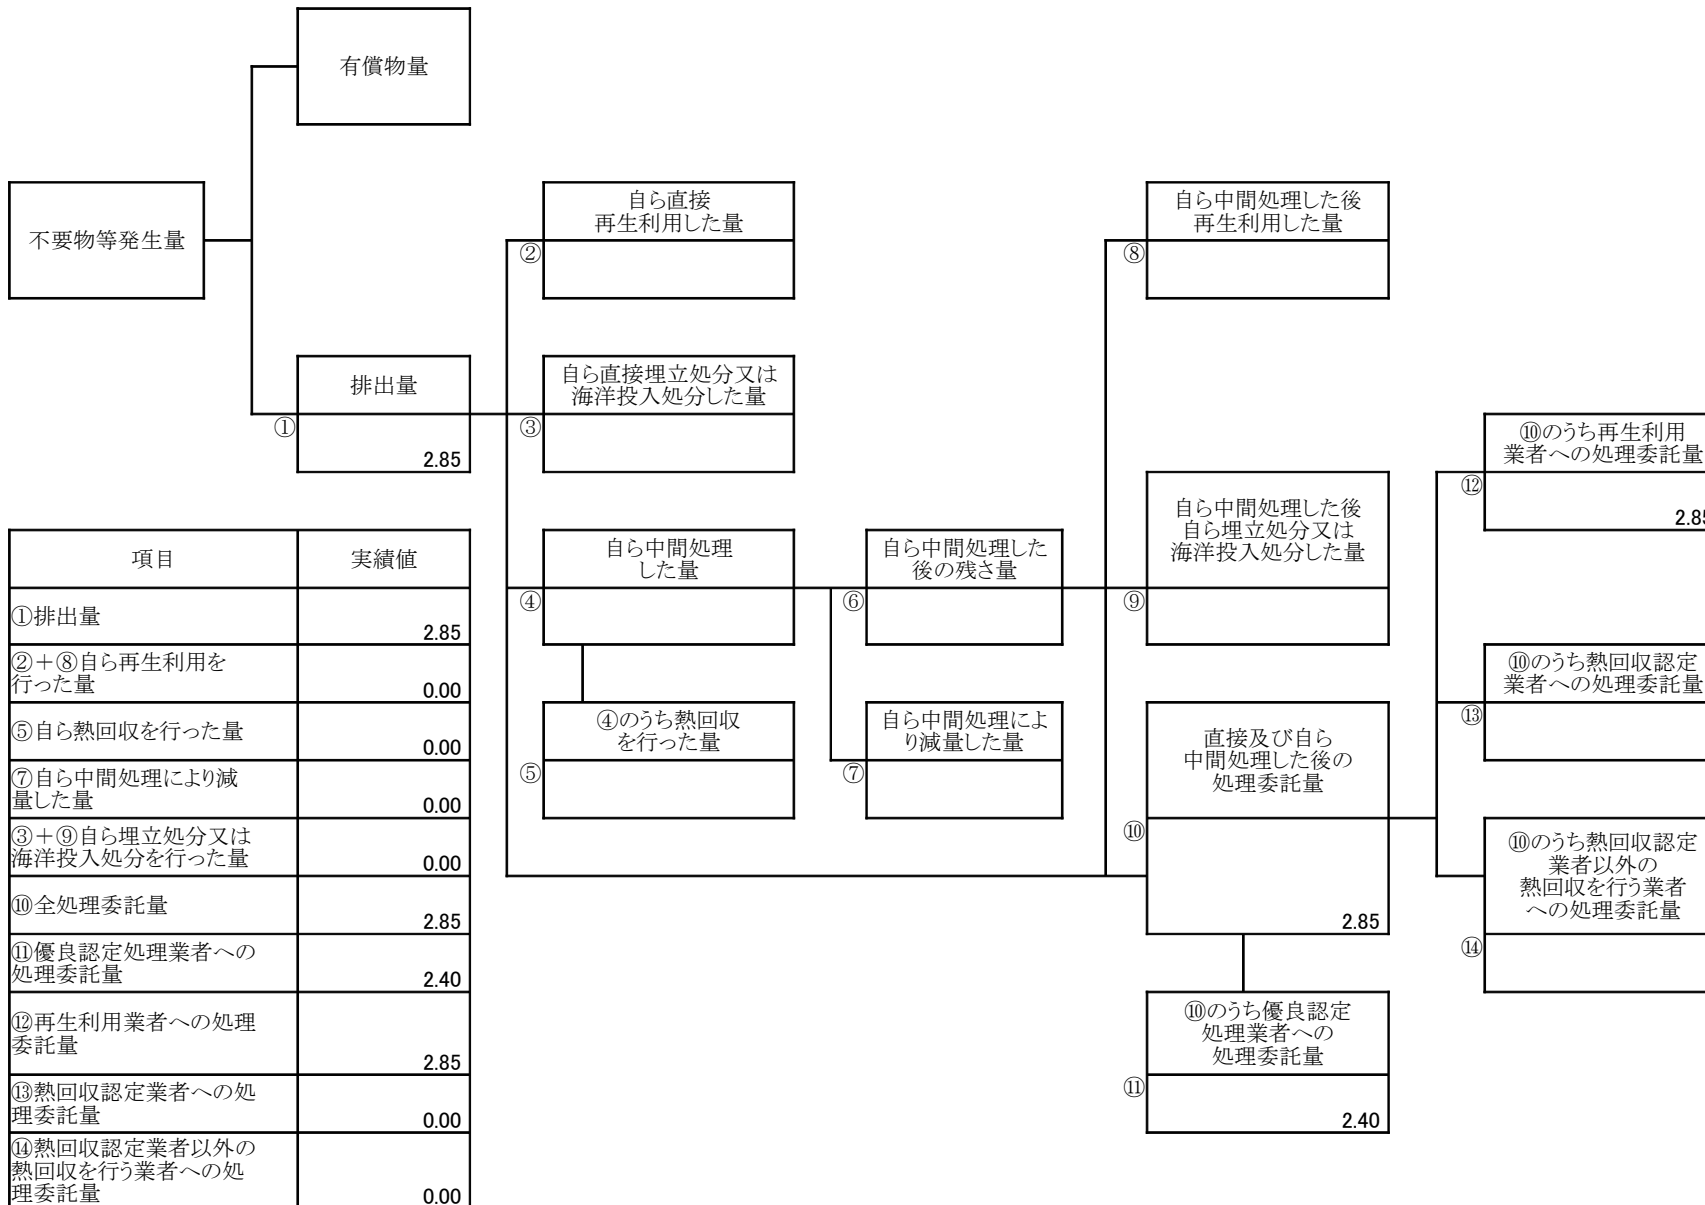 有償物量
不要物等発生量
自ら直接
再生利用した量
②
自ら中間処理した後
再生利用した量
⑧
排出量
①
2.85
自ら直接埋立処分又は
海洋投入処分した量
③
⑩のうち再生利用
業者への処理委託量
⑫
2.85
自ら中間処理
した量
④
自ら中間処理した
後の残さ量
⑥
自ら中間処理した後
自ら埋立処分又は
海洋投入処分した量
⑨
⑩のうち熱回収認定
業者への処理委託量
⑬
④のうち熱回収
を行った量
⑤
自ら中間処理によ
り減量した量
⑦
直接及び自ら
中間処理した後の
処理委託量
⑩
2.85
⑩のうち熱回収認定
業者以外の
熱回収を行う業者
への処理委託量
⑭
⑩のうち優良認定
処理業者への
処理委託量
⑪
2.40
項目 実績値
①排出量
2.85
②+⑧自ら再生利用を
行った量
0.00
⑤自ら熱回収を行った量
0.00
⑦自ら中間処理により減
量した量
0.00
③+⑨自ら埋立処分又は
海洋投入処分を行った量
0.00
⑩全処理委託量
2.85
⑪優良認定処理業者への
処理委託量
2.40
⑫再生利用業者への処理
委託量
2.85
⑬熱回収認定業者への処
理委託量
0.00
⑭熱回収認定業者以外の
熱回収を行う業者への処
理委託量
0.00